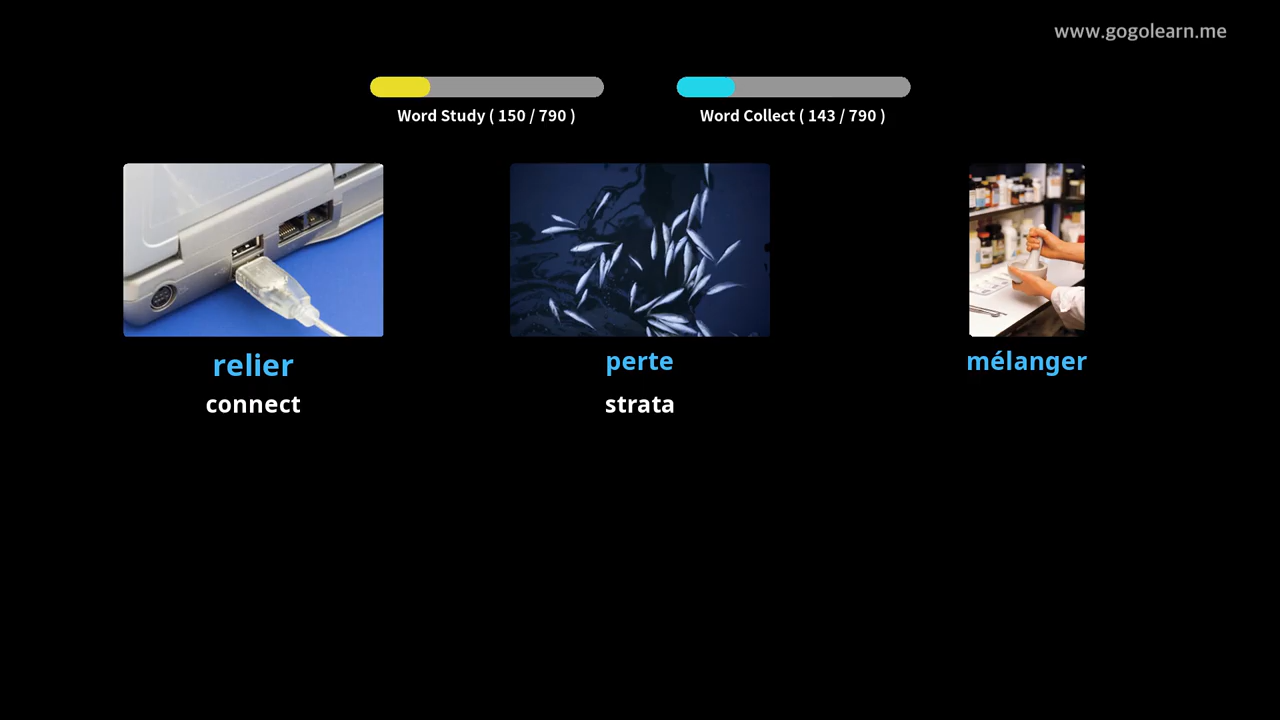 www.gogolearn.me
Word Study ( 150 / 790 )
Word Collect ( 143 / 790 )
relier
perte
mélanger
connect
strata